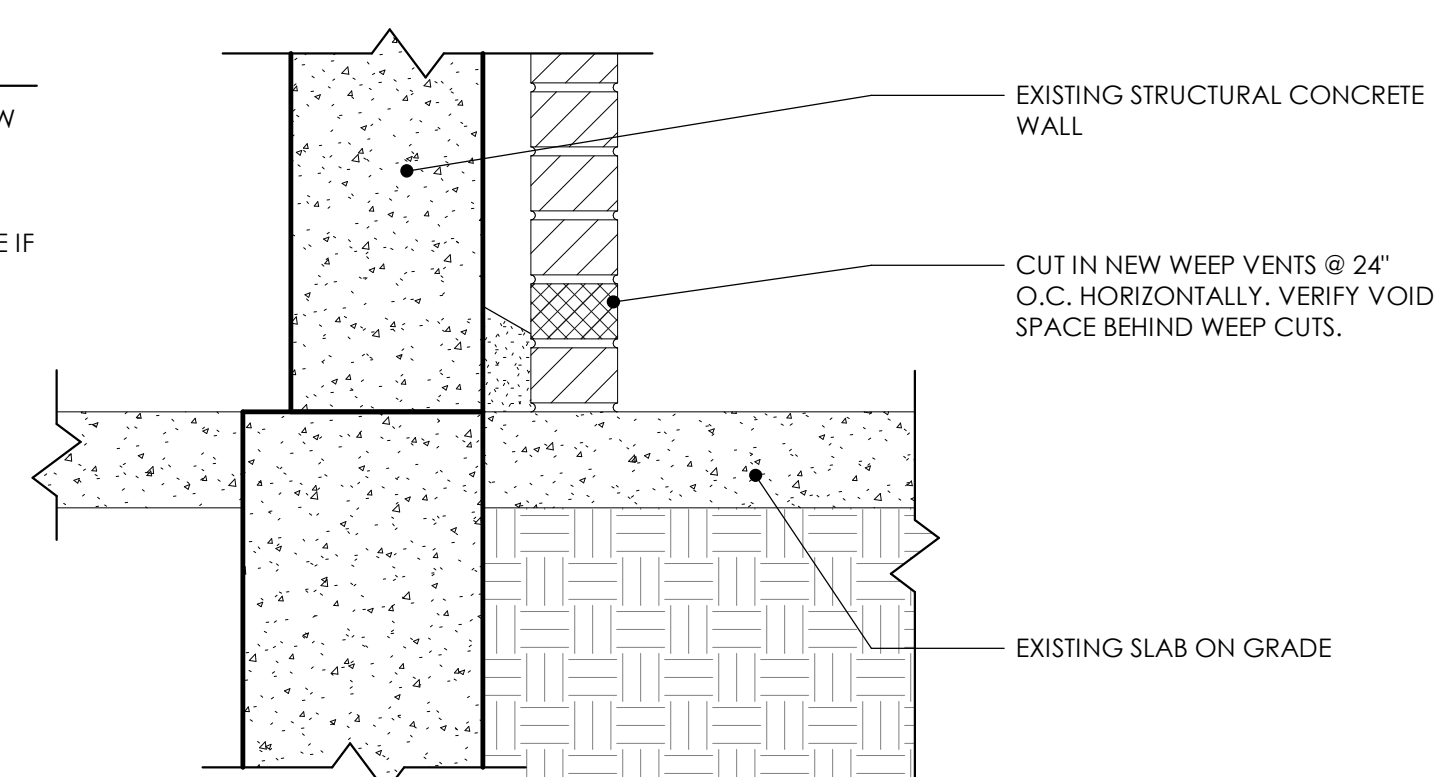 E IF
EXISTING STRUCTURAL CONCRETE
WALL
CUT IN NEW WEEP VENTS @ 24"
O.C. HORIZONTALLY. VERIFY VOID
SPACE BEHIND WEEP CUTS.
EXISTING SLAB ON GRADE